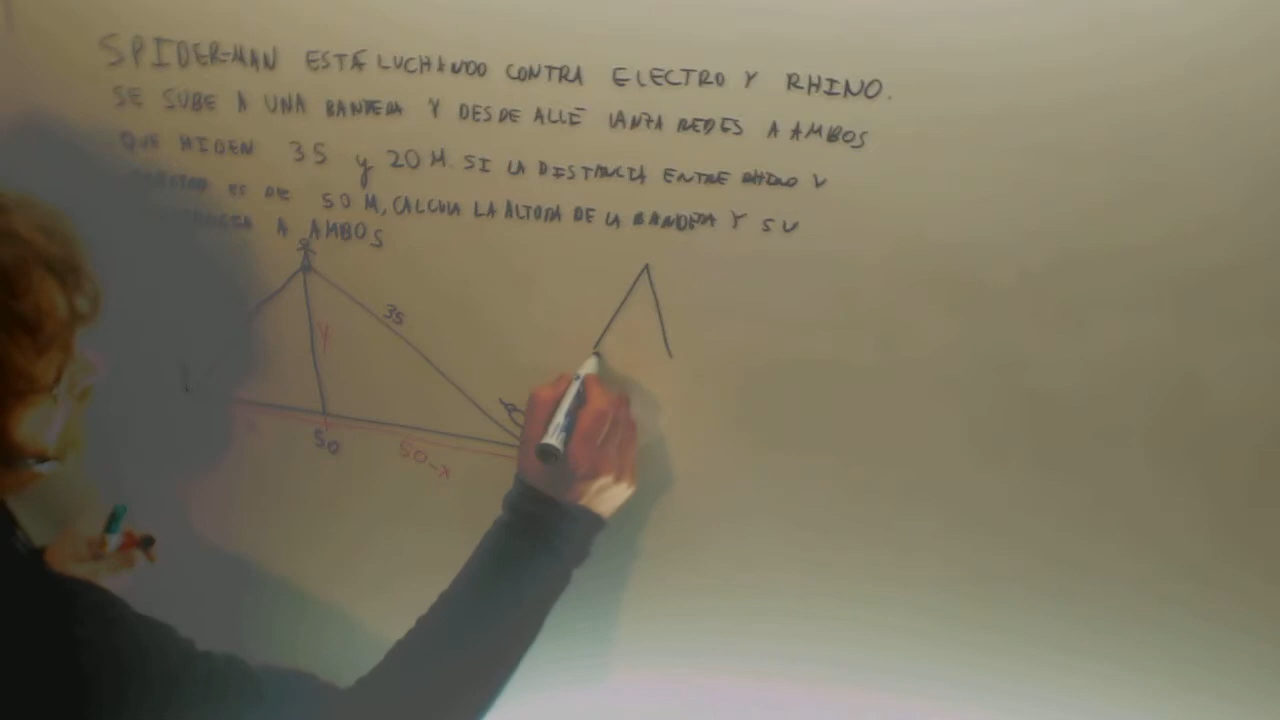 SPIDER-MAN ESTÁ LUCHANDO CONTRA ELECTRO Y RHINO.
SE SUBE A UNA BANDERA Y DESDE ALLÍ LANZA REDES A AMBOS
QUE MIDEN 35 y 20 M. SI LA DISTANCIA ENTRE RHINO Y
ES DE 50 M, CALCULA LA ALTURA DE LA BANDERA Y SU
A AMBOS
35
Y
50
50-x